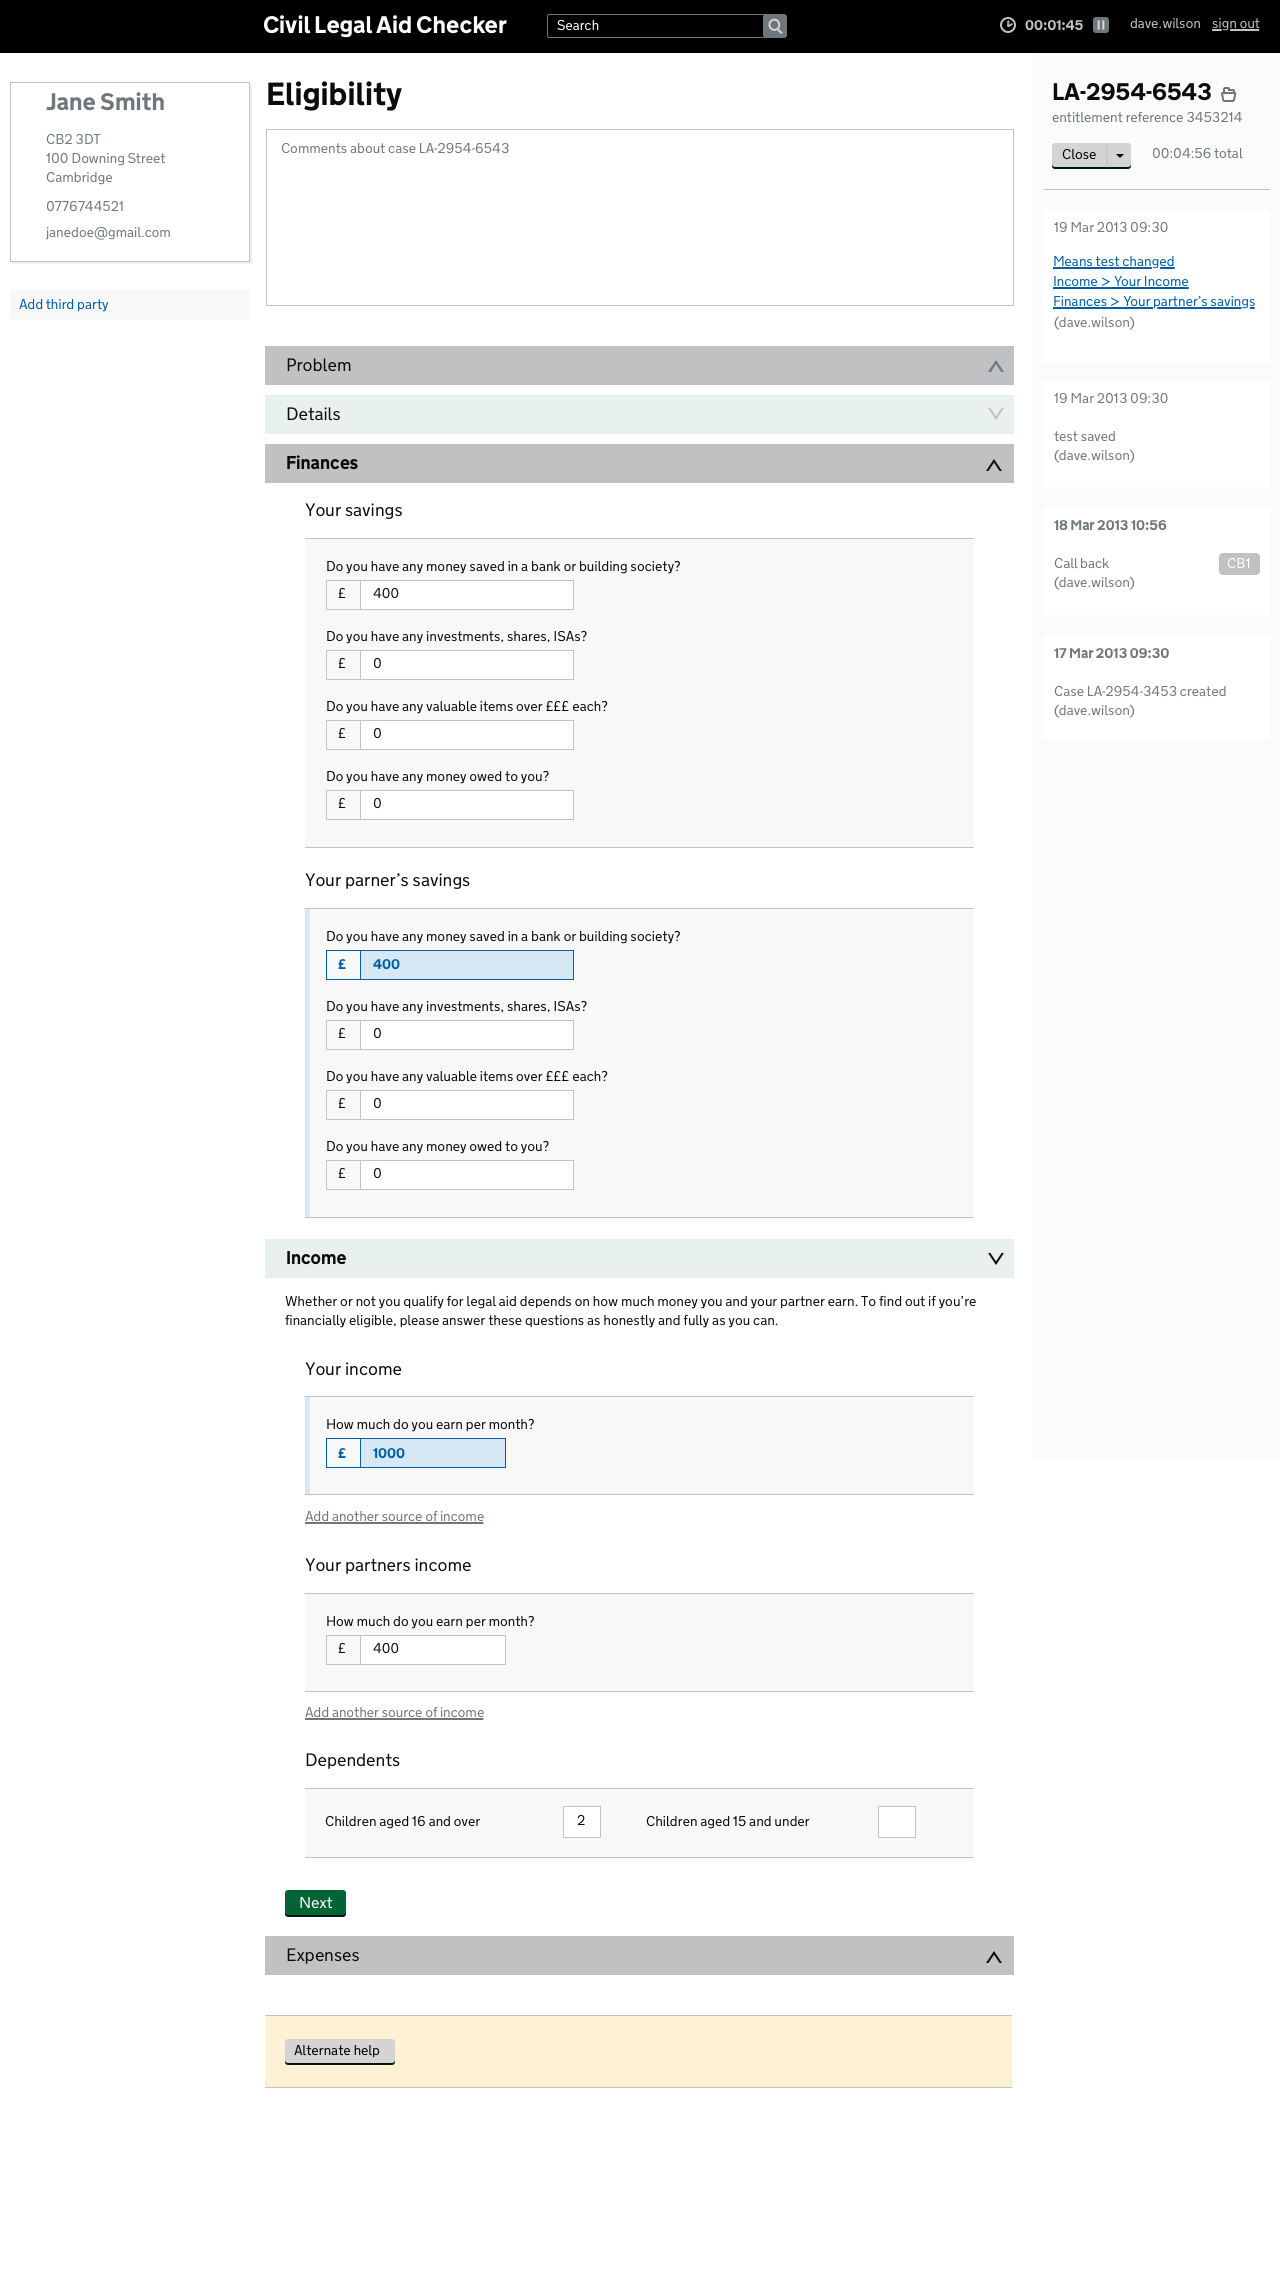 Civil Legal Aid Checker
Search
00:01:45
dave.wilson sign out
Jane Smith
CB2 3DT
100 Downing Street
Cambridge
0776744521
janedoe@gmail.com
Add third party
Eligibility
Comments about case LA-2954-6543
Problem
Details
Finances
Your savings
Do you have any money saved in a bank or building society?
£ 400
Do you have any investments, shares, ISAs?
£ 0
Do you have any valuable items over £££ each?
£ 0
Do you have any money owed to you?
£ 0
Your parner’s savings
Do you have any money saved in a bank or building society?
£ 400
Do you have any investments, shares, ISAs?
£ 0
Do you have any valuable items over £££ each?
£ 0
Do you have any money owed to you?
£ 0
Income
Whether or not you qualify for legal aid depends on how much money you and your partner earn. To find out if you’re
financially eligible, please answer these questions as honestly and fully as you can.
Your income
How much do you earn per month?
£ 1000
Add another source of income
Your partners income
How much do you earn per month?
£ 400
Add another source of income
Dependents
Children aged 16 and over 2 Children aged 15 and under
Next
Expenses
Alternate help
LA-2954-6543
entitlement reference 3453214
Close 00:04:56 total
19 Mar 2013 09:30
Means test changed
Income > Your Income
Finances > Your partner’s savings
(dave.wilson)
19 Mar 2013 09:30
test saved
(dave.wilson)
18 Mar 2013 10:56
Call back CB1
(dave.wilson)
17 Mar 2013 09:30
Case LA-2954-3453 created
(dave.wilson)